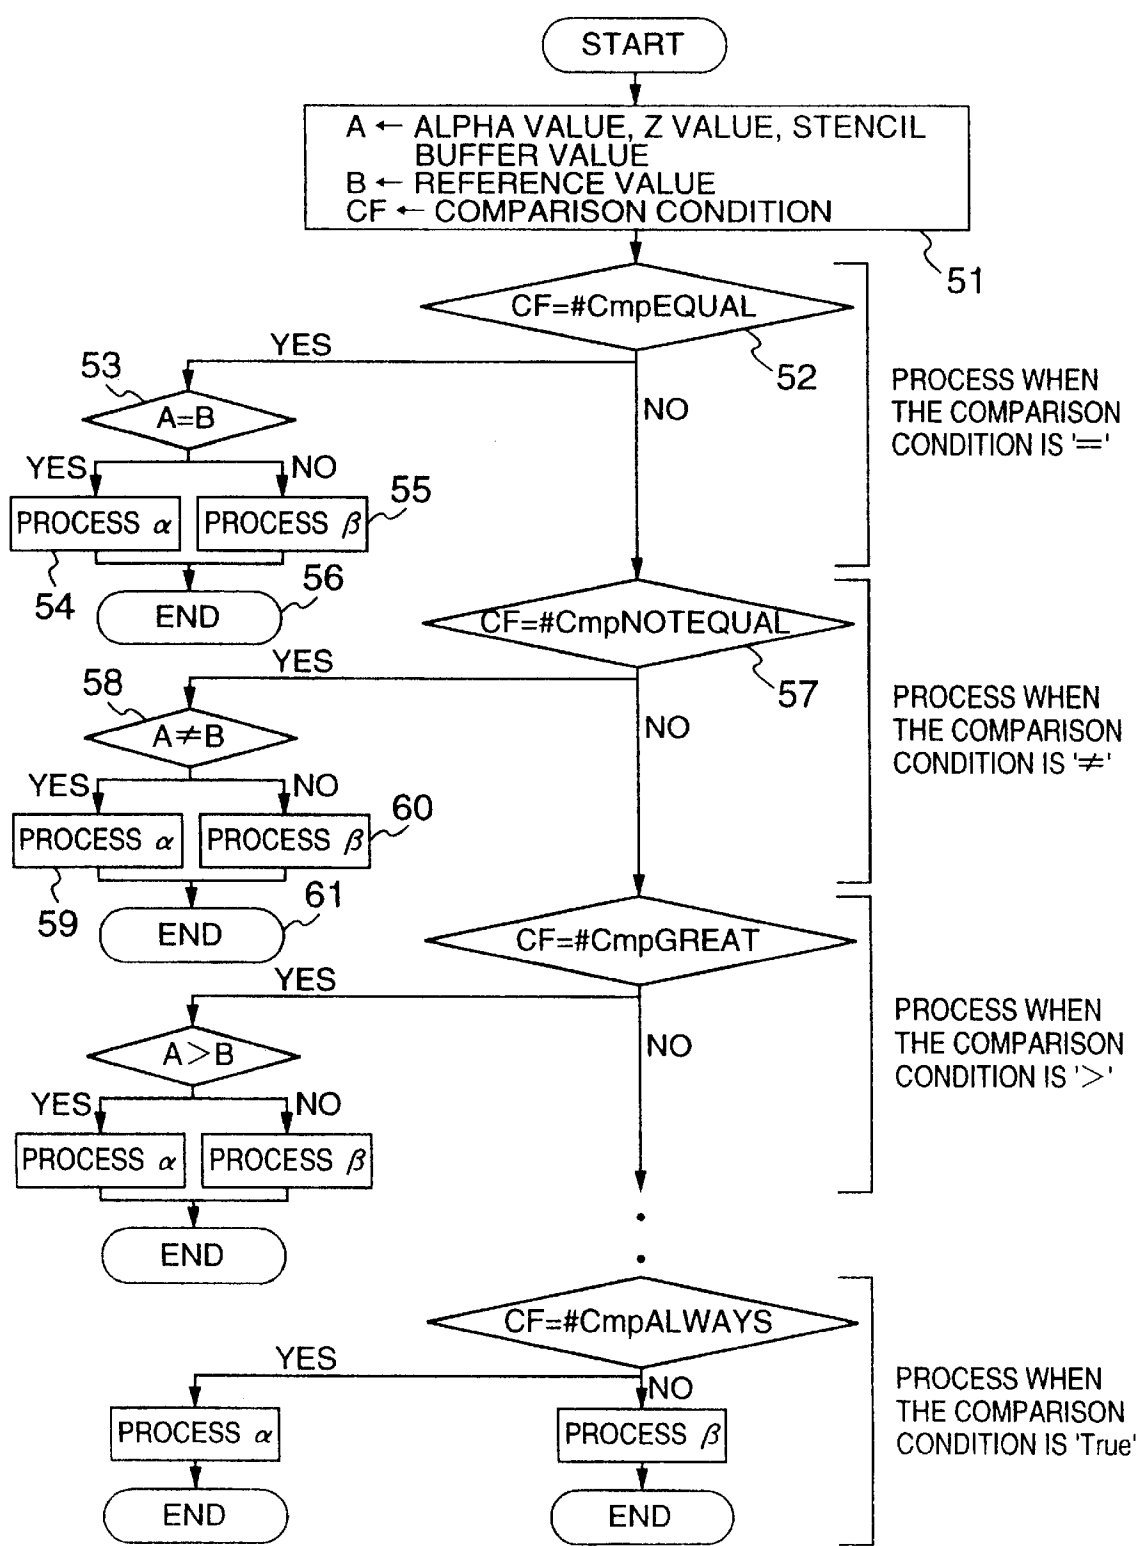 START
A ← ALPHA VALUE, Z VALUE, STENCIL
BUFFER VALUE
B ← REFERENCE VALUE
CF ← COMPARISON CONDITION
51
CF=#CmpEQUAL
52
YES
NO
PROCESS WHEN
THE COMPARISON
CONDITION IS '=='
53
A=B
YES
NO
PROCESS α
PROCESS β
55
54
END
56
CF=#CmpNOTEQUAL
57
YES
NO
PROCESS WHEN
THE COMPARISON
CONDITION IS '≠'
58
A≠B
YES
NO
PROCESS α
PROCESS β
60
59
END
61
CF=#CmpGREAT
YES
NO
PROCESS WHEN
THE COMPARISON
CONDITION IS '>'
A>B
YES
NO
PROCESS α
PROCESS β
END
CF=#CmpALWAYS
YES
NO
PROCESS WHEN
THE COMPARISON
CONDITION IS 'True'
PROCESS α
PROCESS β
END
END